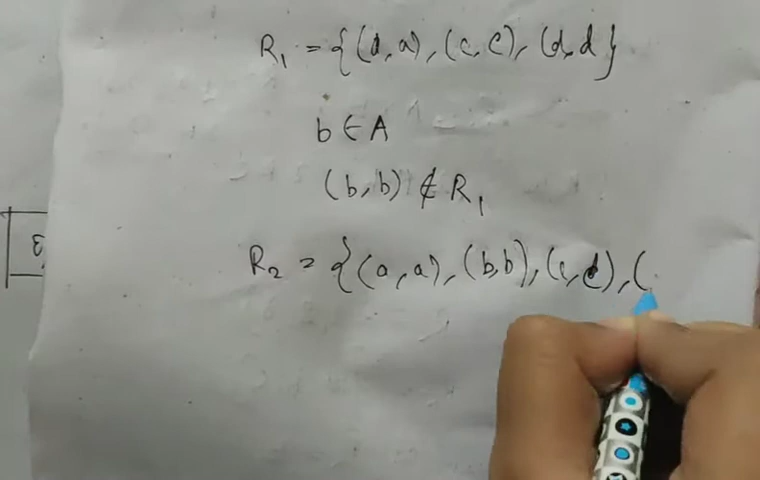 R₁ = {(a,a), (c,c), (d,d}
b ∈ A
(b,b) ∉ R₁
R₂ = {(a,a), (b,b), (c,c), (